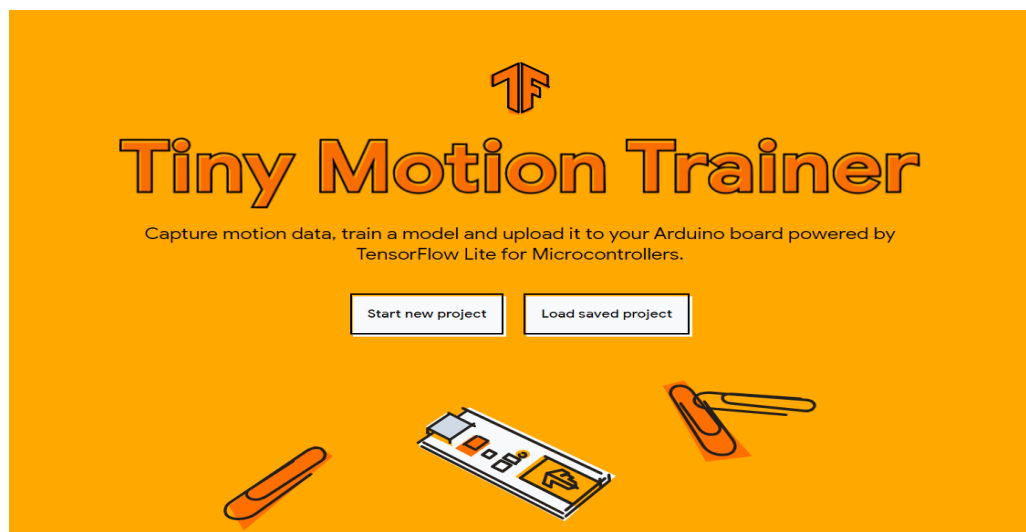 Tiny Motion Trainer
Capture motion data, train a model and upload it to your Arduino board powered by
TensorFlow Lite for Microcontrollers.
Start new project
Load saved project